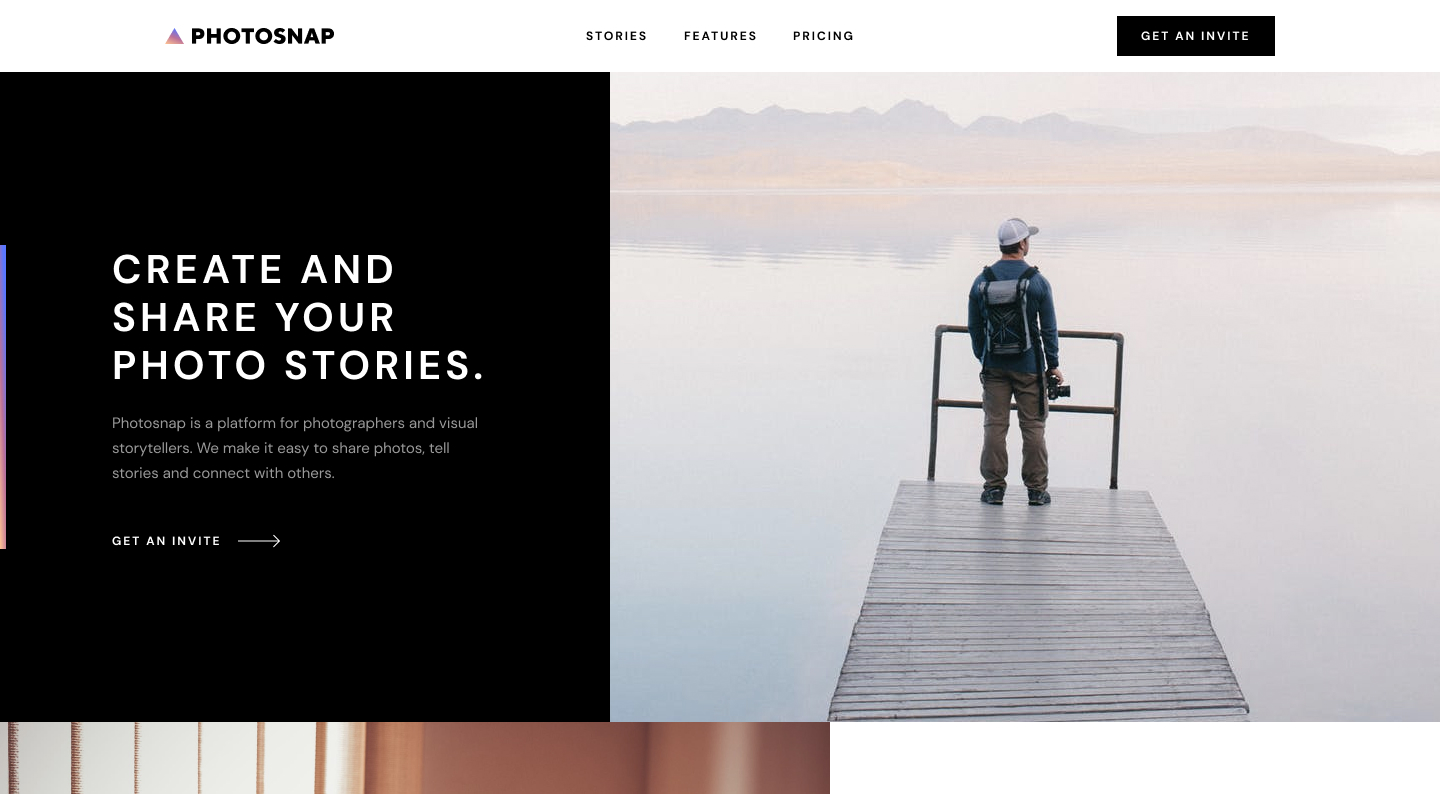 PHOTOSNAP
STORIES FEATURES PRICING
GET AN INVITE
CREATE AND
SHARE YOUR
PHOTO STORIES.
Photosnap is a platform for photographers and visual
storytellers. We make it easy to share photos, tell
stories and connect with others.
GET AN INVITE